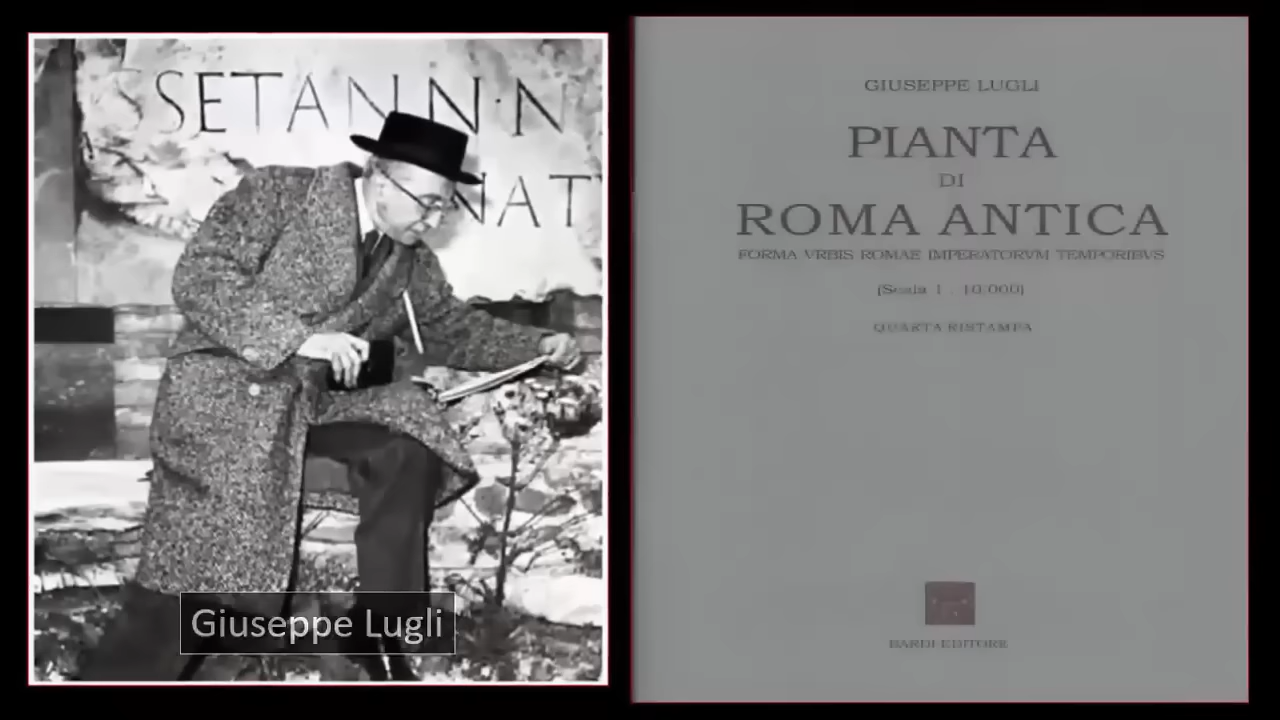 SSETANN·N
NAT
Giuseppe Lugli
GIUSEPPE LUGLI
PIANTA
DI
ROMA ANTICA
FORMA VRBIS ROMAE IMPERATORVM TEMPORIBVS
(Scala 1 : 10.000)
QUARTA RISTAMPA
BARDI EDITORE